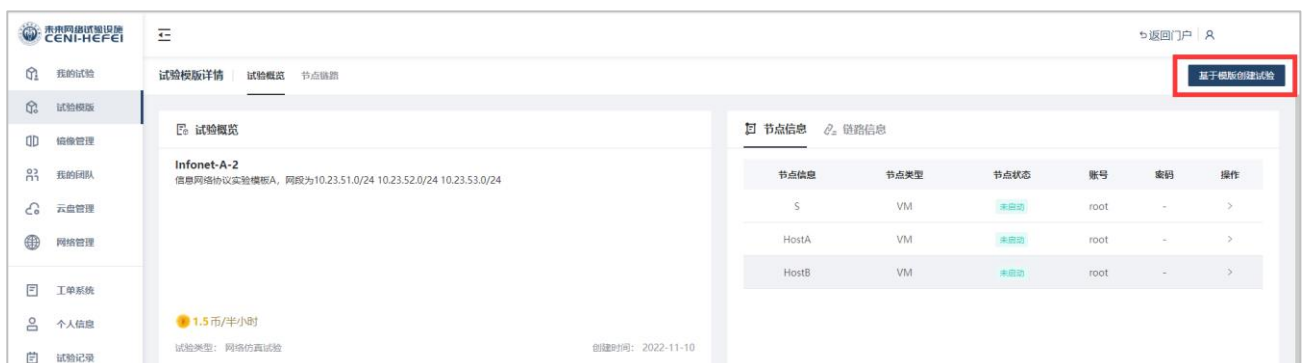 未来网络试验设施
CENI-HEFEI
返回门户
我的试验
试验模版
镜像管理
我的团队
云盘管理
网络管理
工单系统
个人信息
试验记录
试验模版详情 试验概览 节点链路
基于模版创建试验
试验概览
Infonet-A-2
信息网络协议实验模板A，网段为10.23.51.0/24 10.23.52.0/24 10.23.53.0/24
1.5币/半小时
试验类型： 网络仿真试验 创建时间： 2022-11-10
节点信息 链路信息
节点信息 节点类型 节点状态 账号 密码 操作
S VM 未启动 root - >
HostA VM 未启动 root - >
HostB VM 未启动 root - >